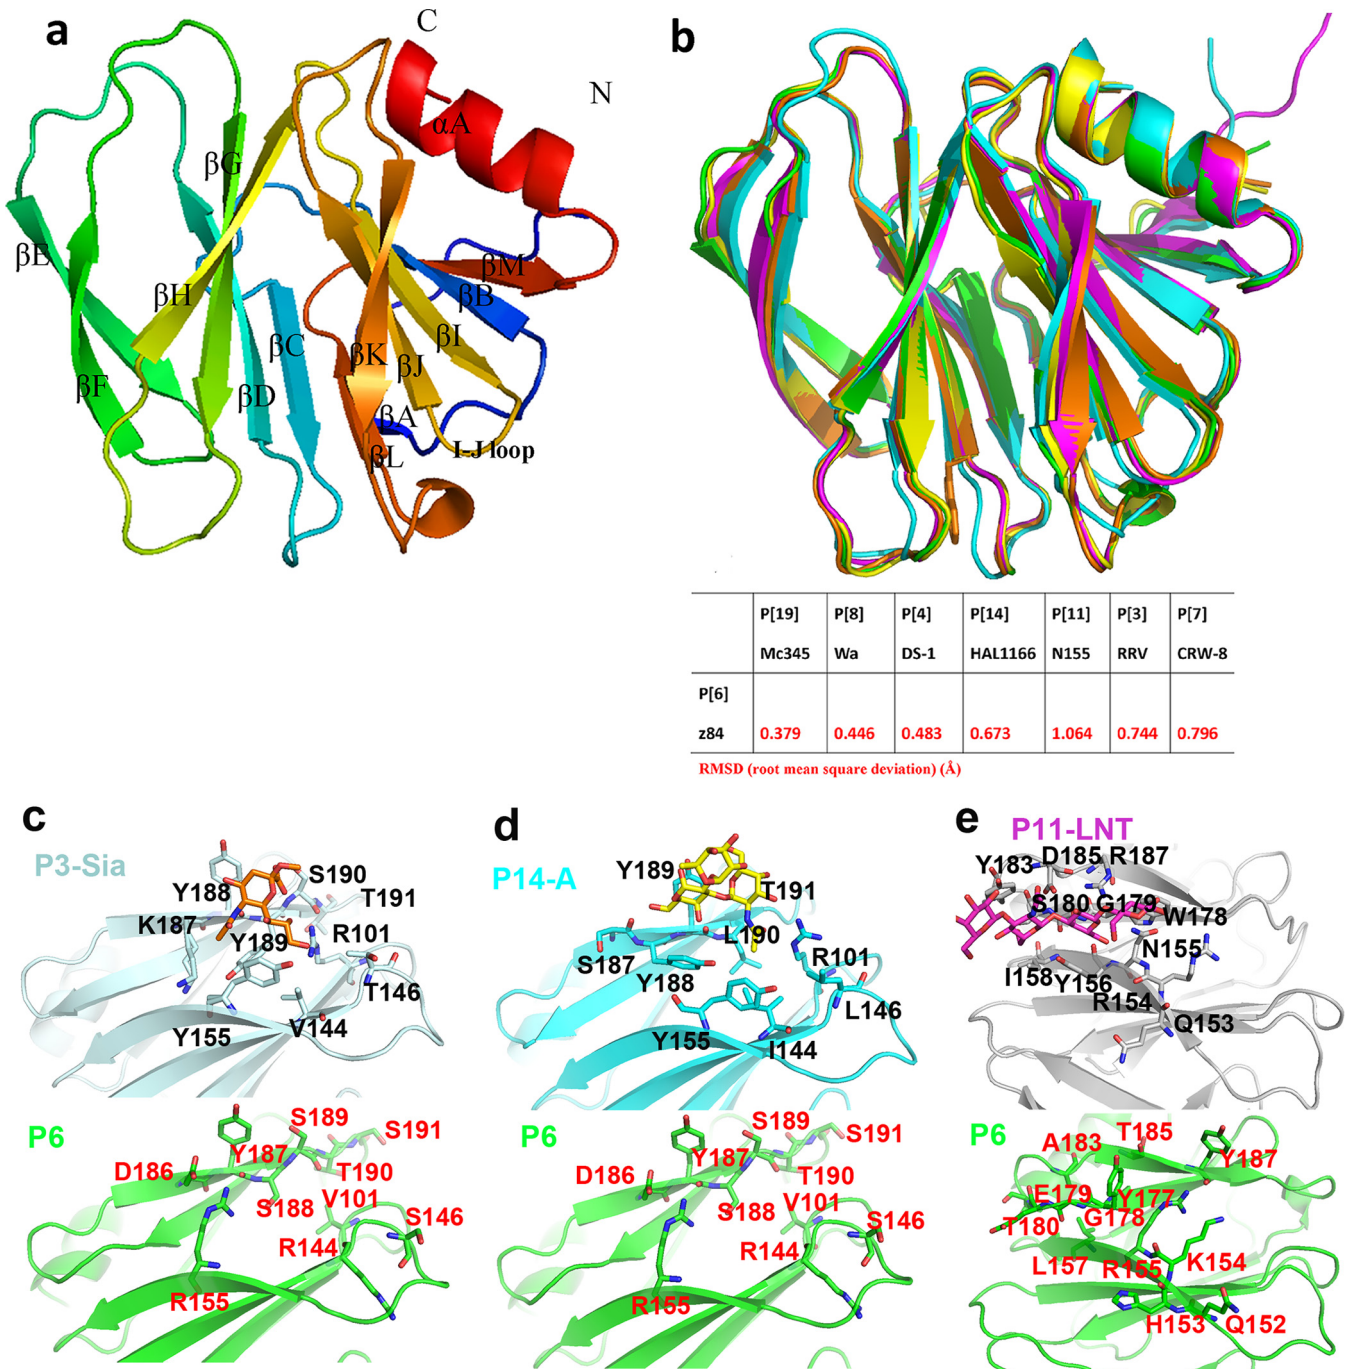 a
C
N
αA
βG
βE
βM
βH
βB
βC
βI
βK
βJ
βF
βD
βA
βL
I-J loop
b
P[19] P[8] P[4] P[14] P[11] P[3] P[7]
Mc345 Wa DS-1 HAL1166 N155 RRV CRW-8
P[6]
z84 0.379 0.446 0.483 0.673 1.064 0.744 0.796
RMSD (root mean square deviation) (Å)
c
P3-Sia
S190
Y188
T191
K187
Y189
R101
T146
Y155
V144
P6
S189
S191
Y187
D186
T190
S188
V101
S146
R144
R155
d
P14-A
Y189
T191
L190
S187
R101
Y188
L146
Y155
I144
P6
S189
S191
Y187
D186
T190
S188
V101
S146
R144
R155
e
P11-LNT
Y183
D185
R187
S180
G179
W178
N155
I158
Y156
R154
Q153
P6
A183
T185
Y187
E179
Y177
T180
G178
L157
R155
K154
H153
Q152